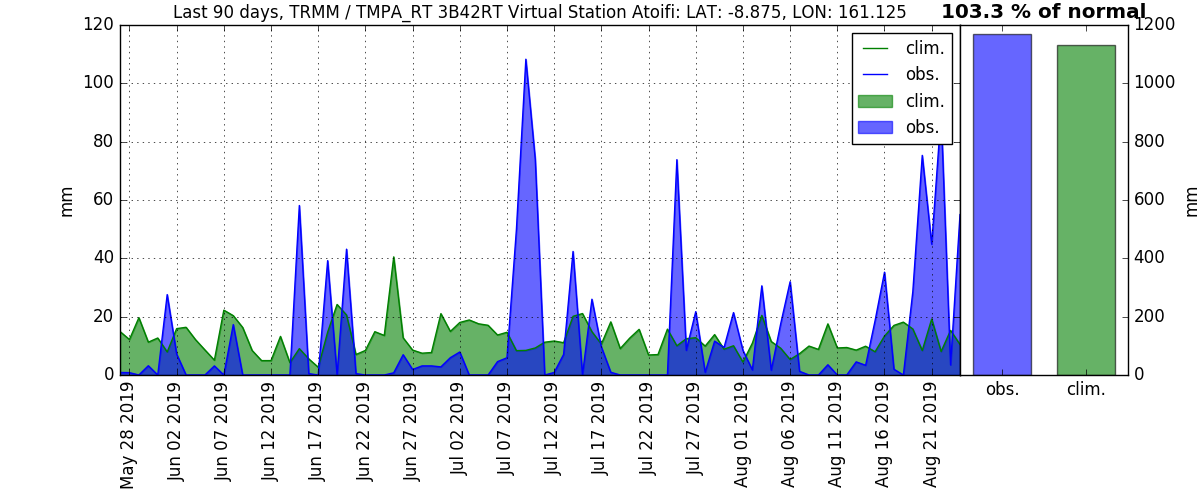 Last 90 days, TRMM / TMPA_RT 3B42RT Virtual Station Atoifi: LAT: -8.875, LON: 161.125
103.3 % of normal
120
100
80
60
40
20
0
mm
clim.
obs.
clim.
obs.
1200
1000
800
600
400
200
0
mm
obs.
clim.
May 28 2019
Jun 02 2019
Jun 07 2019
Jun 12 2019
Jun 17 2019
Jun 22 2019
Jun 27 2019
Jul 02 2019
Jul 07 2019
Jul 12 2019
Jul 17 2019
Jul 22 2019
Jul 27 2019
Aug 01 2019
Aug 06 2019
Aug 11 2019
Aug 16 2019
Aug 21 2019